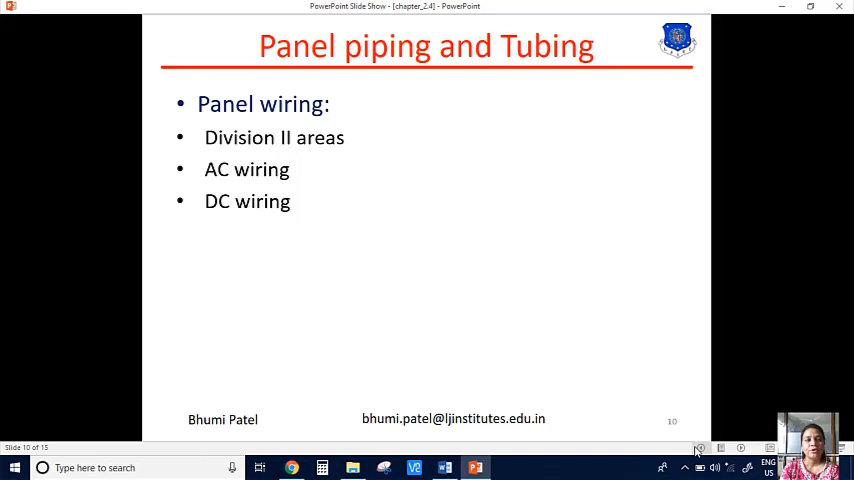 PowerPoint Slide Show - [chapter_2.4] - PowerPoint
Panel piping and Tubing
• Panel wiring:
• Division II areas
• AC wiring
• DC wiring
Bhumi Patel
bhumi.patel@ljinstitutes.edu.in
10
Slide 10 of 15
Type here to search
ENG
US